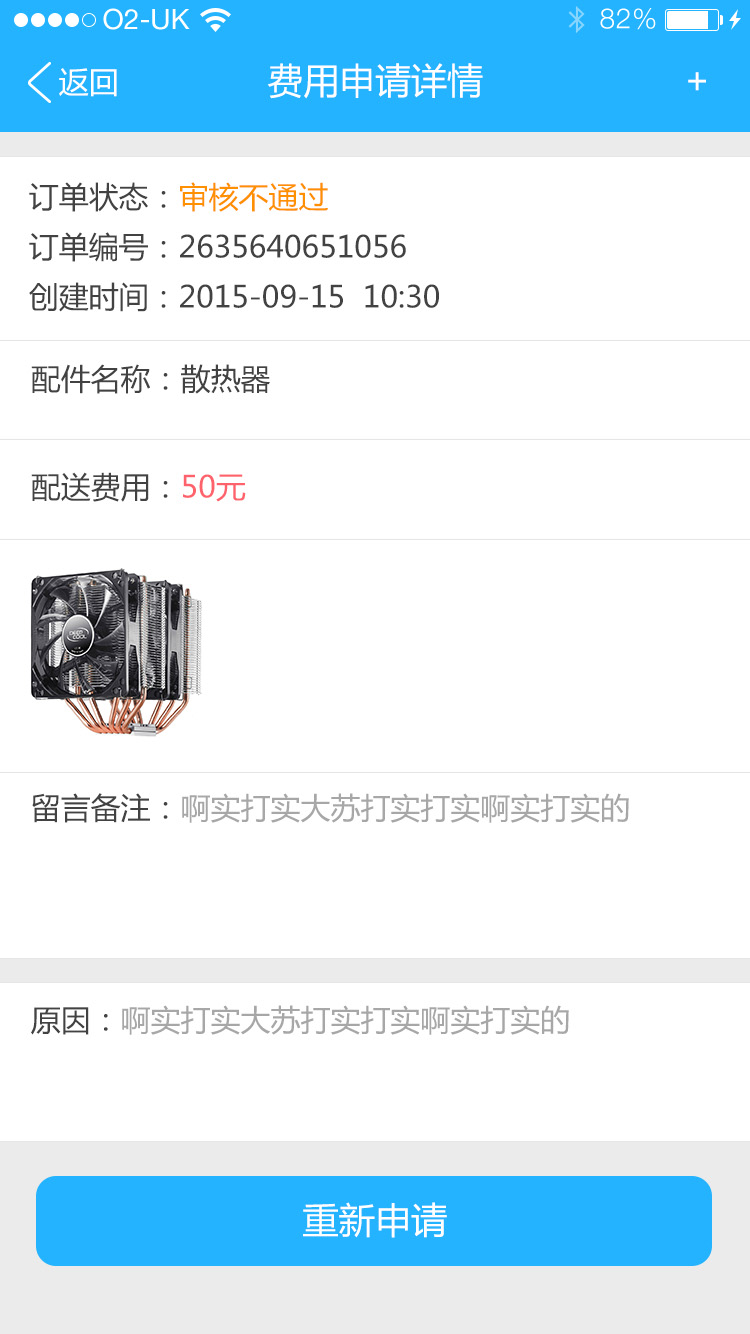 O2-UK 82%
返回 费用申请详情 +
订单状态：审核不通过
订单编号：2635640651056
创建时间：2015-09-15 10:30
配件名称：散热器
配送费用：50元
DEEP
COOL
留言备注：啊实打实大苏打实打实啊实打实的
原因：啊实打实大苏打实打实啊实打实的
重新申请